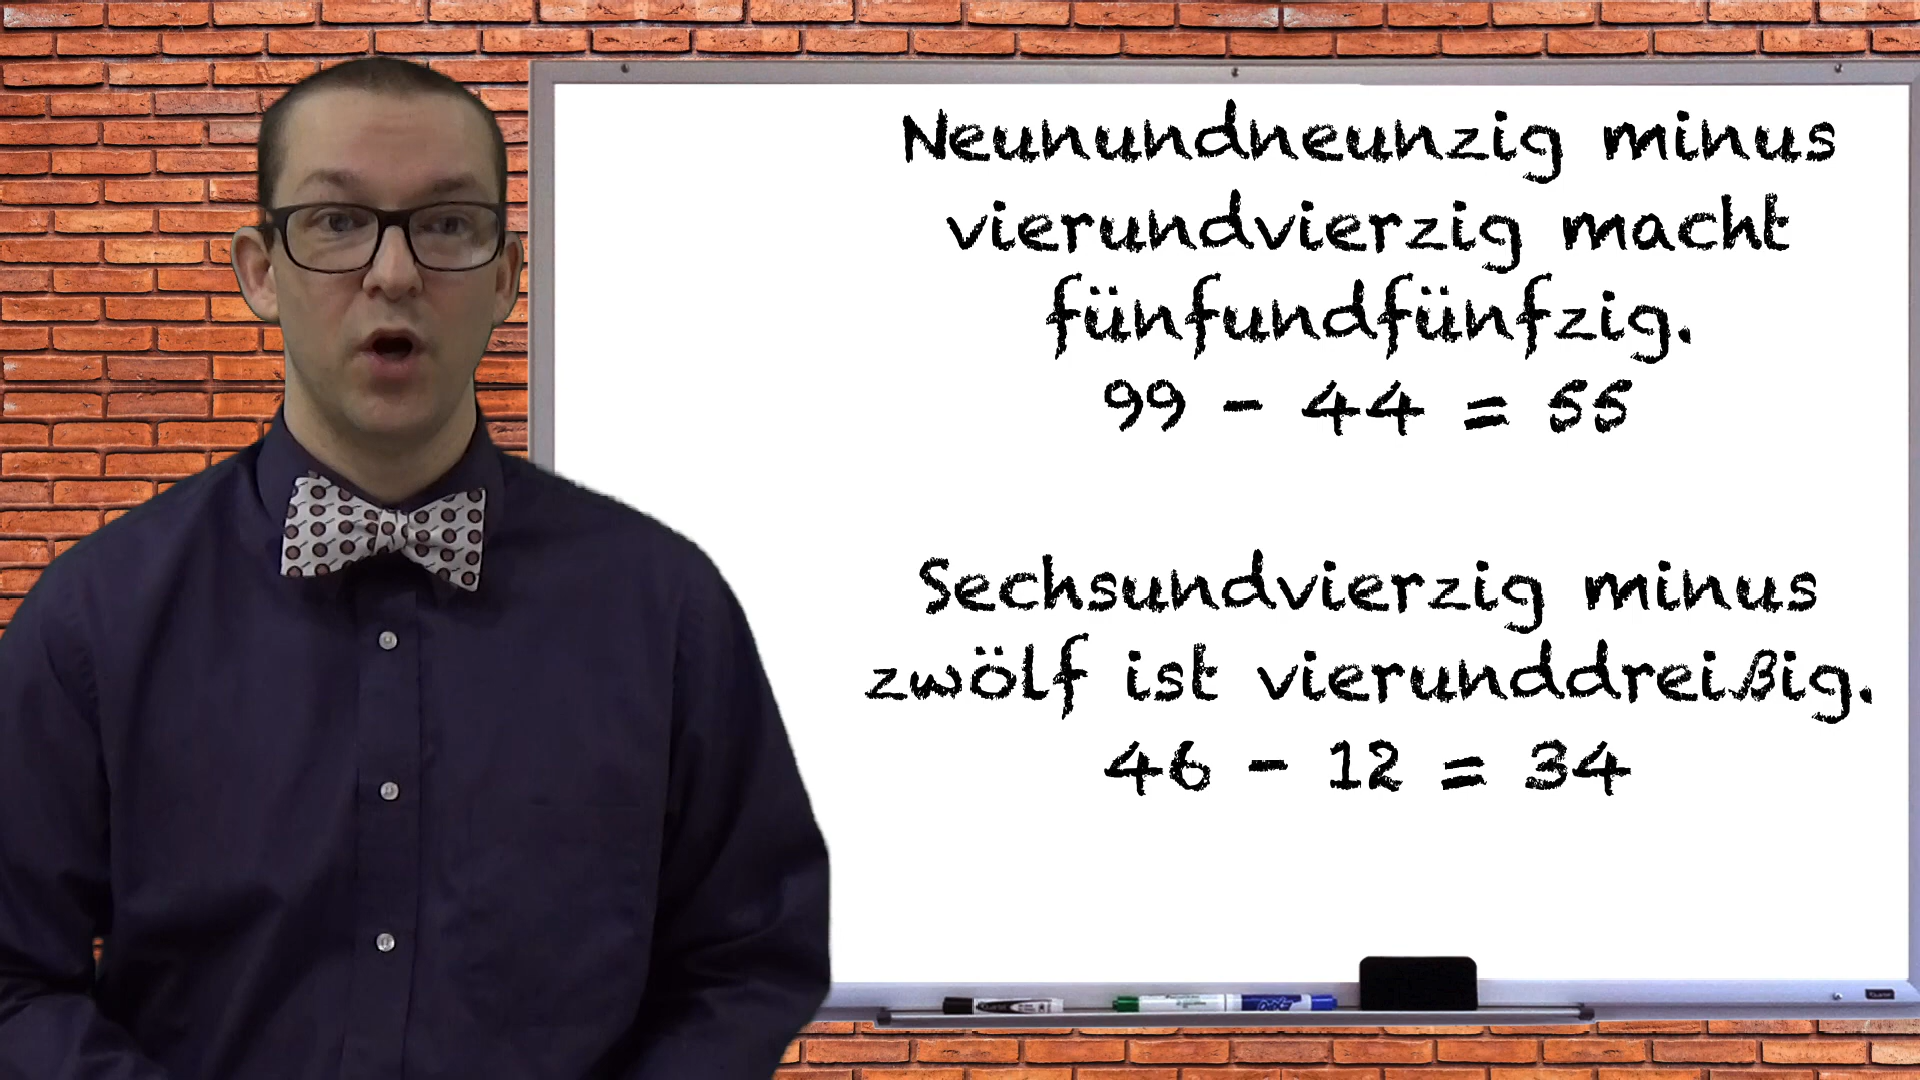 Neunundneunzig minus
vierundvierzig macht
fünfundfünfzig.
99 - 44 = 55
Sechsundvierzig minus
zwölf ist vierunddreißig.
46 - 12 = 34